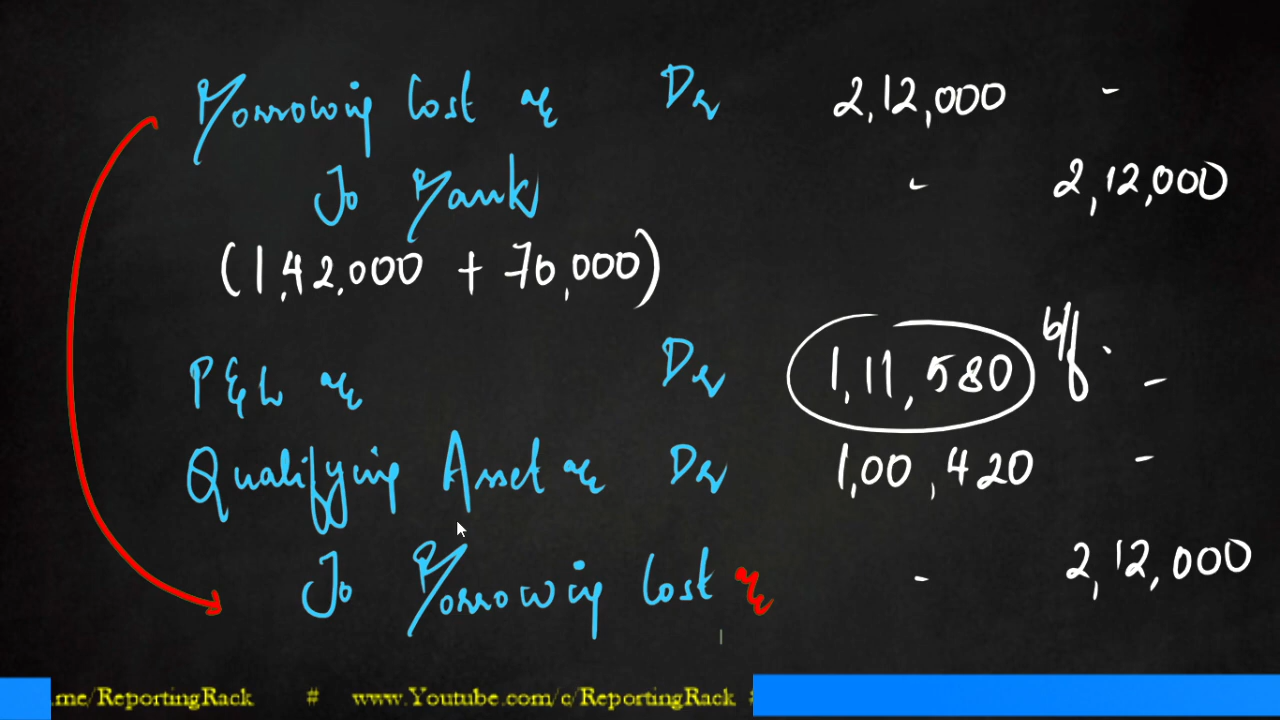 Borrowing Cost a/c Dr 2,12,000 -
To Bank - 2,12,000
(1,42,000 + 70,000)
P&L a/c Dr 1,11,580 b/f. -
Qualifying Asset a/c Dr 1,00,420 -
To Borrowing Cost a/c - 2,12,000
.me/ReportingRack # www.Youtube.com/c/ReportingRack #